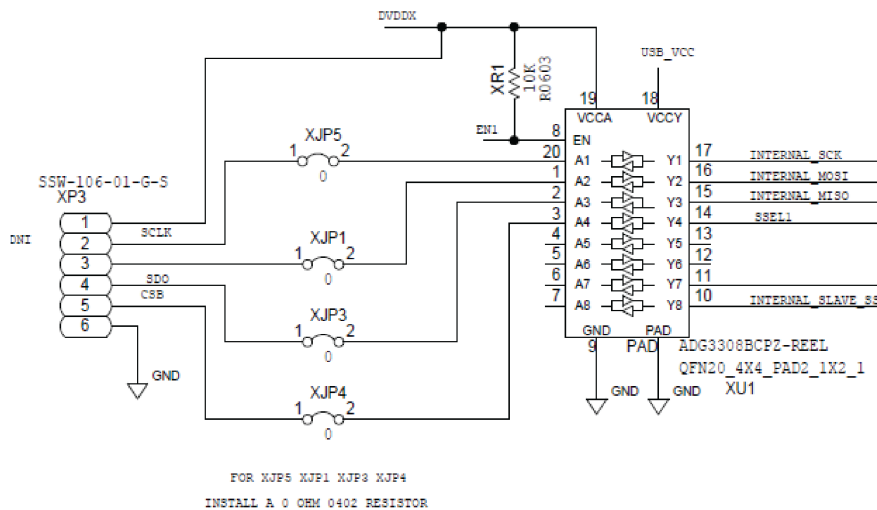 DVDDX
USB_VCC
XR1
10K
R0603
19
18
VCCA
VCCY
EN1
8
EN
XJP5
1
2
0
20
A1
Y1
17
INTERNAL_SCK
1
A2
Y2
16
INTERNAL_MOSI
2
A3
Y3
15
INTERNAL_MISO
3
A4
Y4
14
SSEL1
4
A5
Y5
13
5
A6
Y6
12
6
A7
Y7
11
7
A8
Y8
10
INTERNAL_SLAVE_SS
SSW-106-01-G-S
XP3
DNI
1
2
SCLK
3
4
SDO
5
CSB
6
GND
XJP1
1
2
0
XJP3
1
2
0
XJP4
1
2
0
GND
PAD
9
PAD
ADG3308BCPZ-REEL
QFN20_4X4_PAD2_1X2_1
XU1
GND
GND
FOR XJP5 XJP1 XJP3 XJP4
INSTALL A 0 OHM 0402 RESISTOR